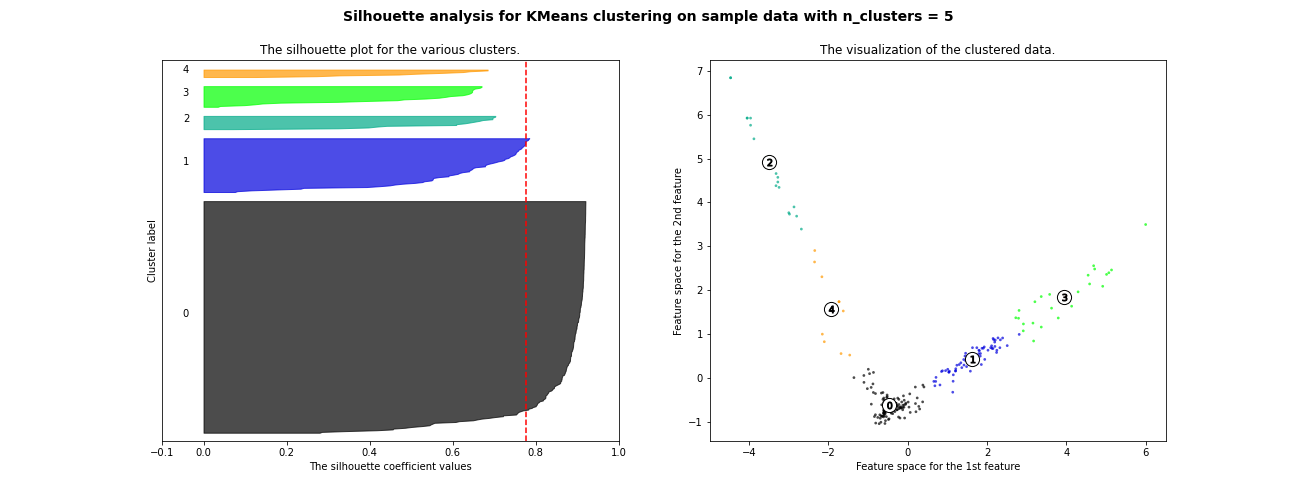 Silhouette analysis for KMeans clustering on sample data with n_clusters = 5
The silhouette plot for the various clusters.
4
3
2
1
0
Cluster label
−0.1 0.0 0.2 0.4 0.6 0.8 1.0
The silhouette coefficient values
The visualization of the clustered data.
7
6
5
4
3
2
1
0
−1
Feature space for the 2nd feature
2
4
3
1
0
−4 −2 0 2 4 6
Feature space for the 1st feature